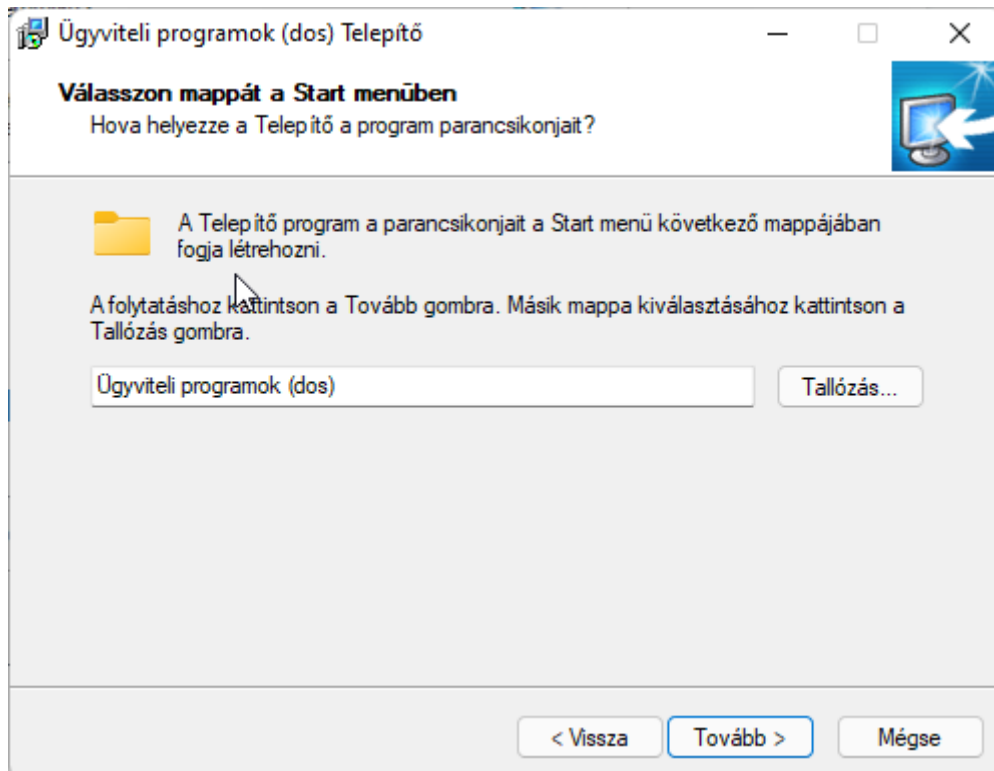 Ügyviteli programok (dos) Telepítő
Válasszon mappát a Start menüben
Hova helyezze a Telepítő a program parancsikonjait?
A Telepítő program a parancsikonjait a Start menü következő mappájában
fogja létrehozni.
A folytatáshoz kattintson a Tovább gombra. Másik mappa kiválasztásához kattintson a
Tallózás gombra.
Ügyviteli programok (dos)
Tallózás...
< Vissza
Tovább >
Mégse